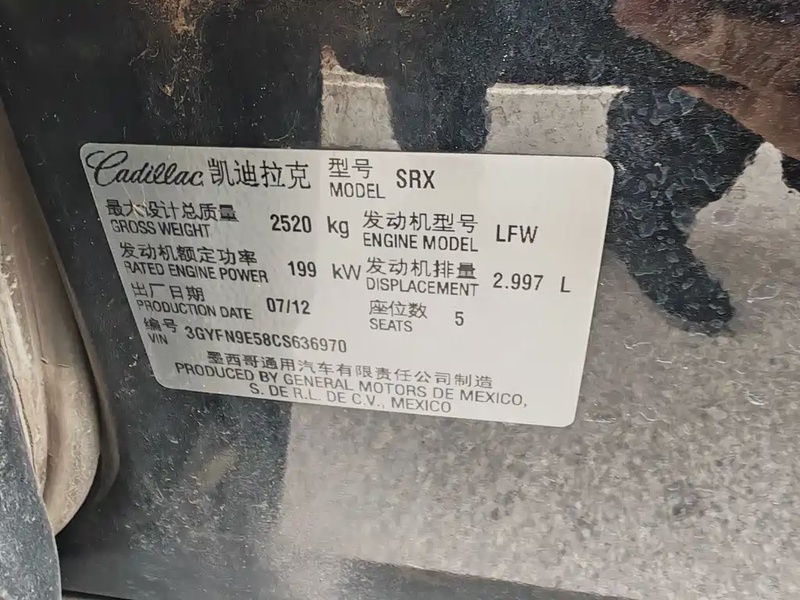 Cadillac 凯迪拉克 型号 SRX
MODEL
最大设计总质量 2520 kg 发动机型号 LFW
GROSS WEIGHT ENGINE MODEL
发动机额定功率 199 kW 发动机排量 2.997 L
RATED ENGINE POWER DISPLACEMENT
出厂日期 07/12 座位数 5
PRODUCTION DATE SEATS
编号 3GYFN9E58CS636970
VIN
墨西哥通用汽车有限责任公司制造
PRODUCED BY GENERAL MOTORS DE MEXICO,
S. DE R.L. DE C.V., MEXICO